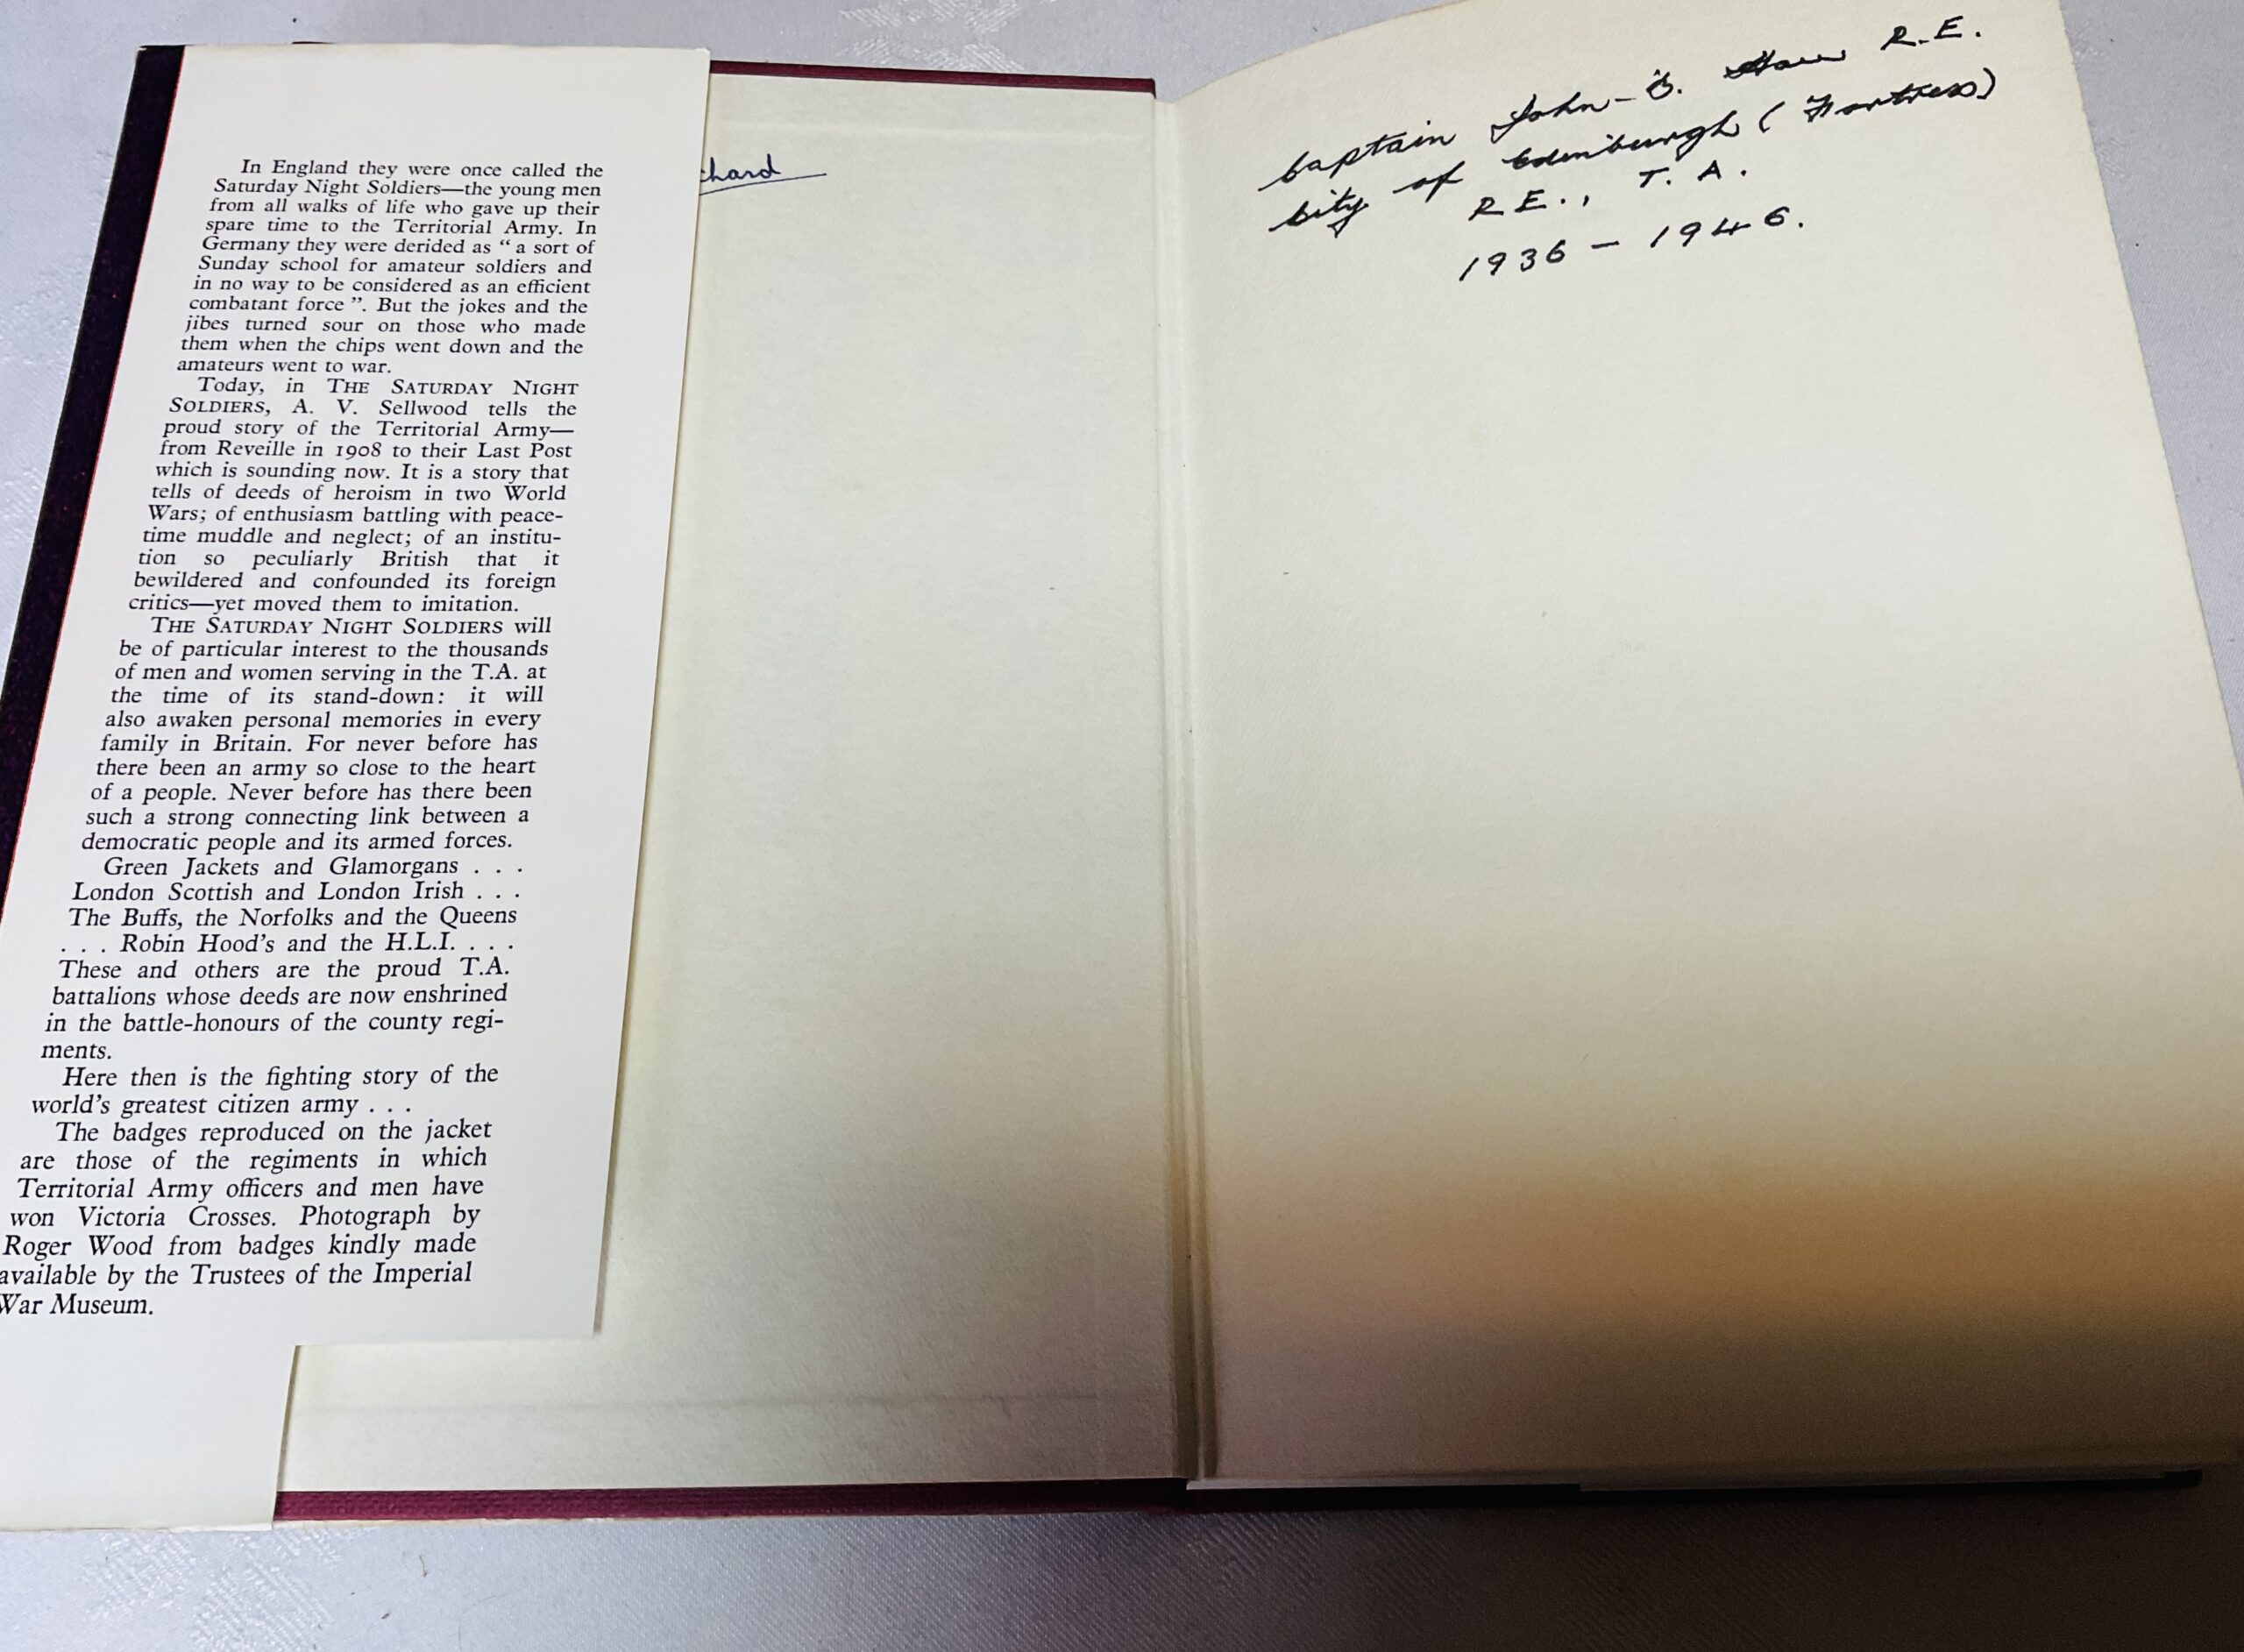 In England they were once called the
Saturday Night Soldiers—the young men
from all walks of life who gave up their
spare time to the Territorial Army. In
Germany they were derided as “ a sort of
Sunday school for amateur soldiers and
in no way to be considered as an efficient
combatant force ”. But the jokes and the
jibes turned sour on those who made
them when the chips went down and the
amateurs went to war.
Today, in THE SATURDAY NIGHT
SOLDIERS, A. V. Sellwood tells the
proud story of the Territorial Army—
from Reveille in 1908 to their Last Post
which is sounding now. It is a story that
tells of deeds of heroism in two World
Wars; of enthusiasm battling with peace-
time muddle and neglect; of an institu-
tion so peculiarly British that it
bewildered and confounded its foreign
critics—yet moved them to imitation.
THE SATURDAY NIGHT SOLDIERS will
be of particular interest to the thousands
of men and women serving in the T.A. at
the time of its stand-down: it will
also awaken personal memories in every
family in Britain. For never before has
there been an army so close to the heart
of a people. Never before has there been
such a strong connecting link between a
democratic people and its armed forces.
Green Jackets and Glamorgans . . .
London Scottish and London Irish . . .
The Buffs, the Norfolks and the Queens
. . . Robin Hood's and the H.L.I. . . .
These and others are the proud T.A.
battalions whose deeds are now enshrined
in the battle-honours of the county regi-
ments.
Here then is the fighting story of the
world's greatest citizen army . . .
The badges reproduced on the jacket
are those of the regiments in which
Territorial Army officers and men have
won Victoria Crosses. Photograph by
Roger Wood from badges kindly made
available by the Trustees of the Imperial
War Museum.
chard
Captain John R.E.
City of Edinburgh ( Fortress)
R E., T. A.
1936 – 1946.